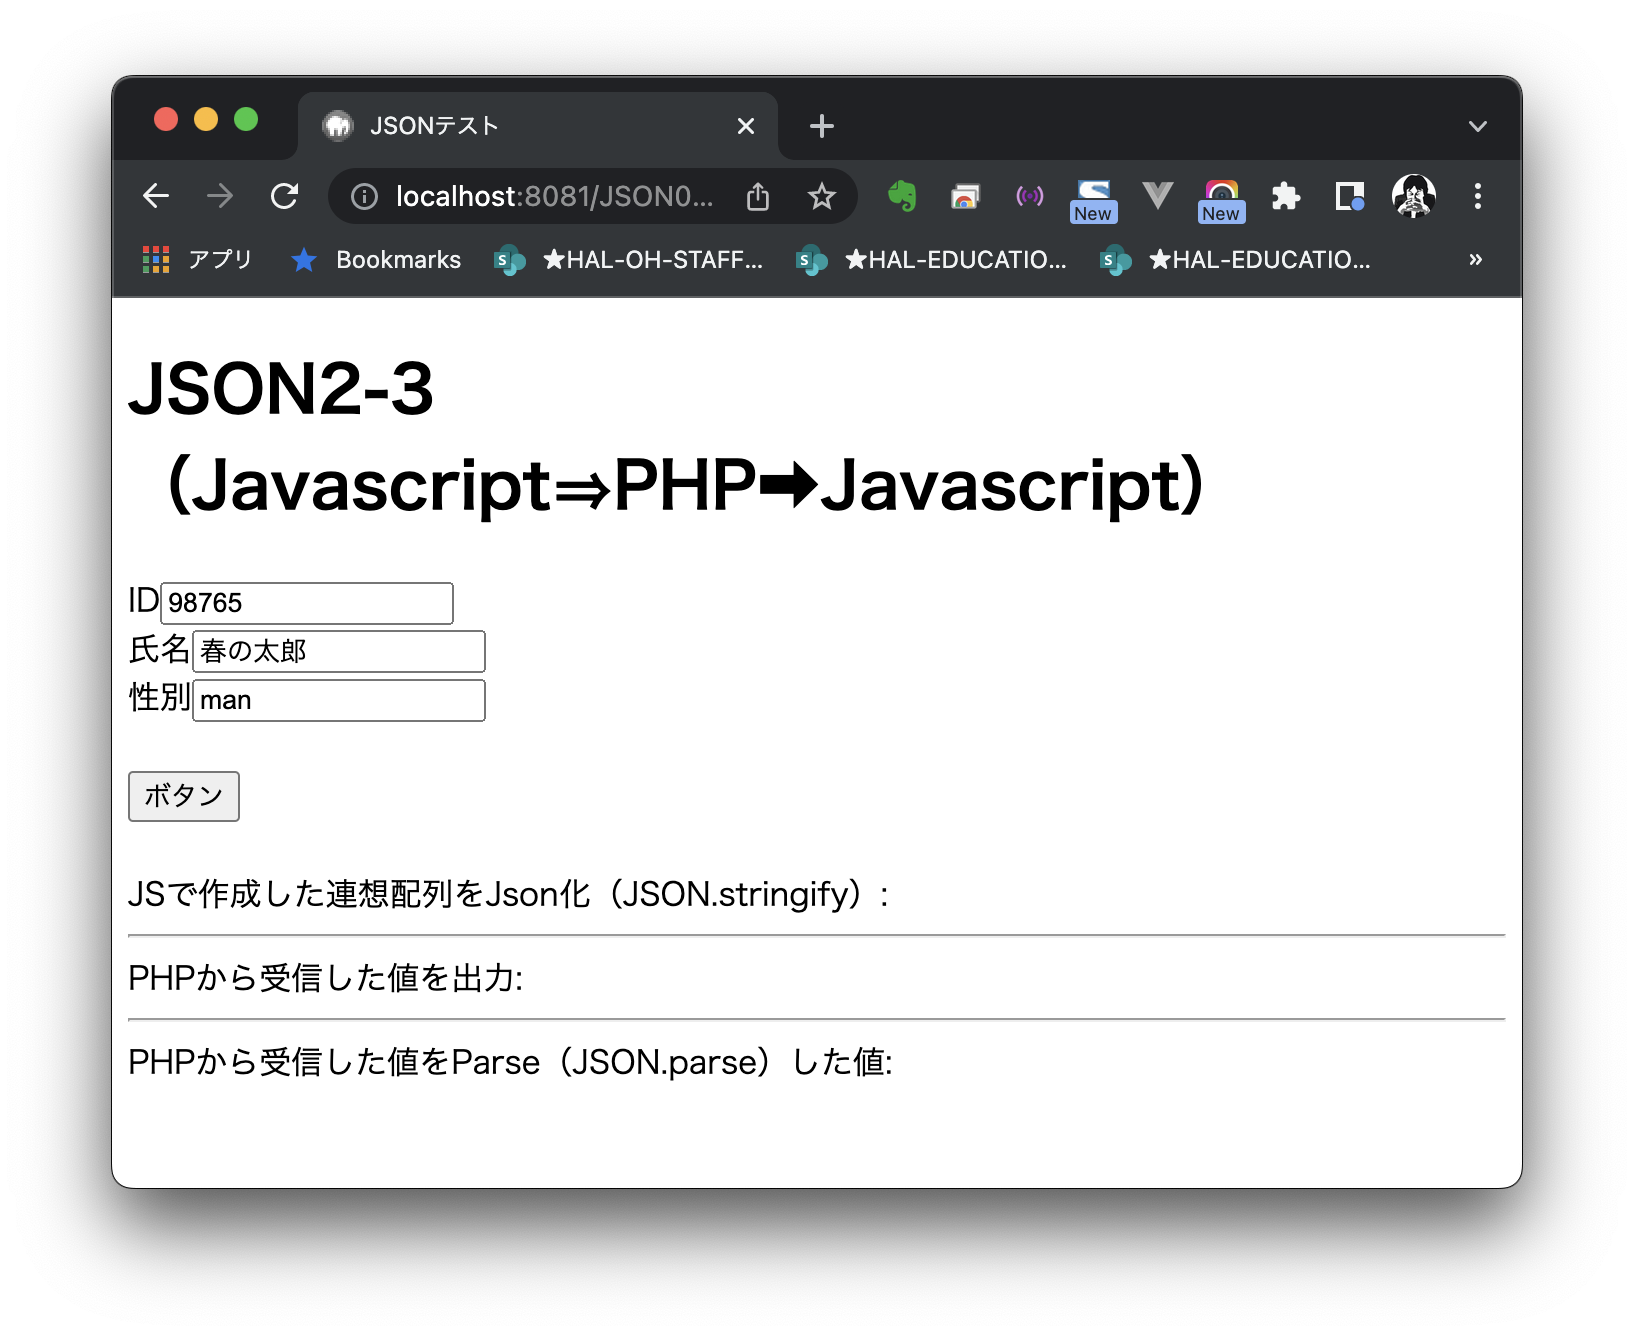 JSONテスト
localhost:8081/JSON0...
New
New
アプリ
Bookmarks
S
★HAL-OH-STAFF...
S
★HAL-EDUCATIO...
S
★HAL-EDUCATIO...
»
JSON2-3
（Javascript⇒PHP➡Javascript）
ID 98765
氏名 春の太郎
性別 man
ボタン
JSで作成した連想配列をJson化（JSON.stringify）:
PHPから受信した値を出力:
PHPから受信した値をParse（JSON.parse）した値: